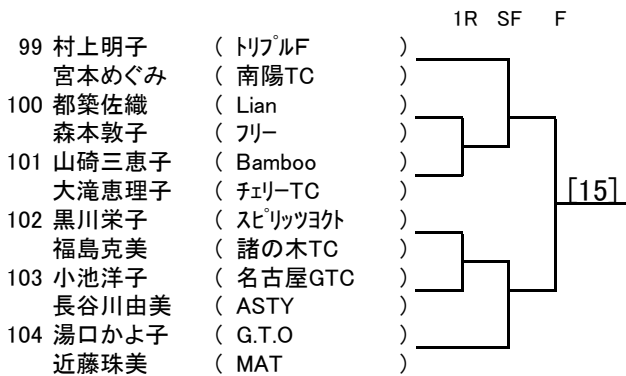 1R SF F
99 村上明子 ( ﾄﾘﾌﾟﾙF )
宮本めぐみ ( 南陽TC )
100 都築佐織 ( Lian )
森本敦子 ( ﾌﾘｰ )
101 山碕三恵子 ( Bamboo )
大滝恵理子 ( ﾁｪﾘｰTC )
[15]
102 黒川栄子 ( ｽﾋﾟﾘｯﾂﾖｸﾄ )
福島克美 ( 諸の木TC )
103 小池洋子 ( 名古屋GTC )
長谷川由美 ( ASTY )
104 湯口かよ子 ( G.T.O )
近藤珠美 ( MAT )